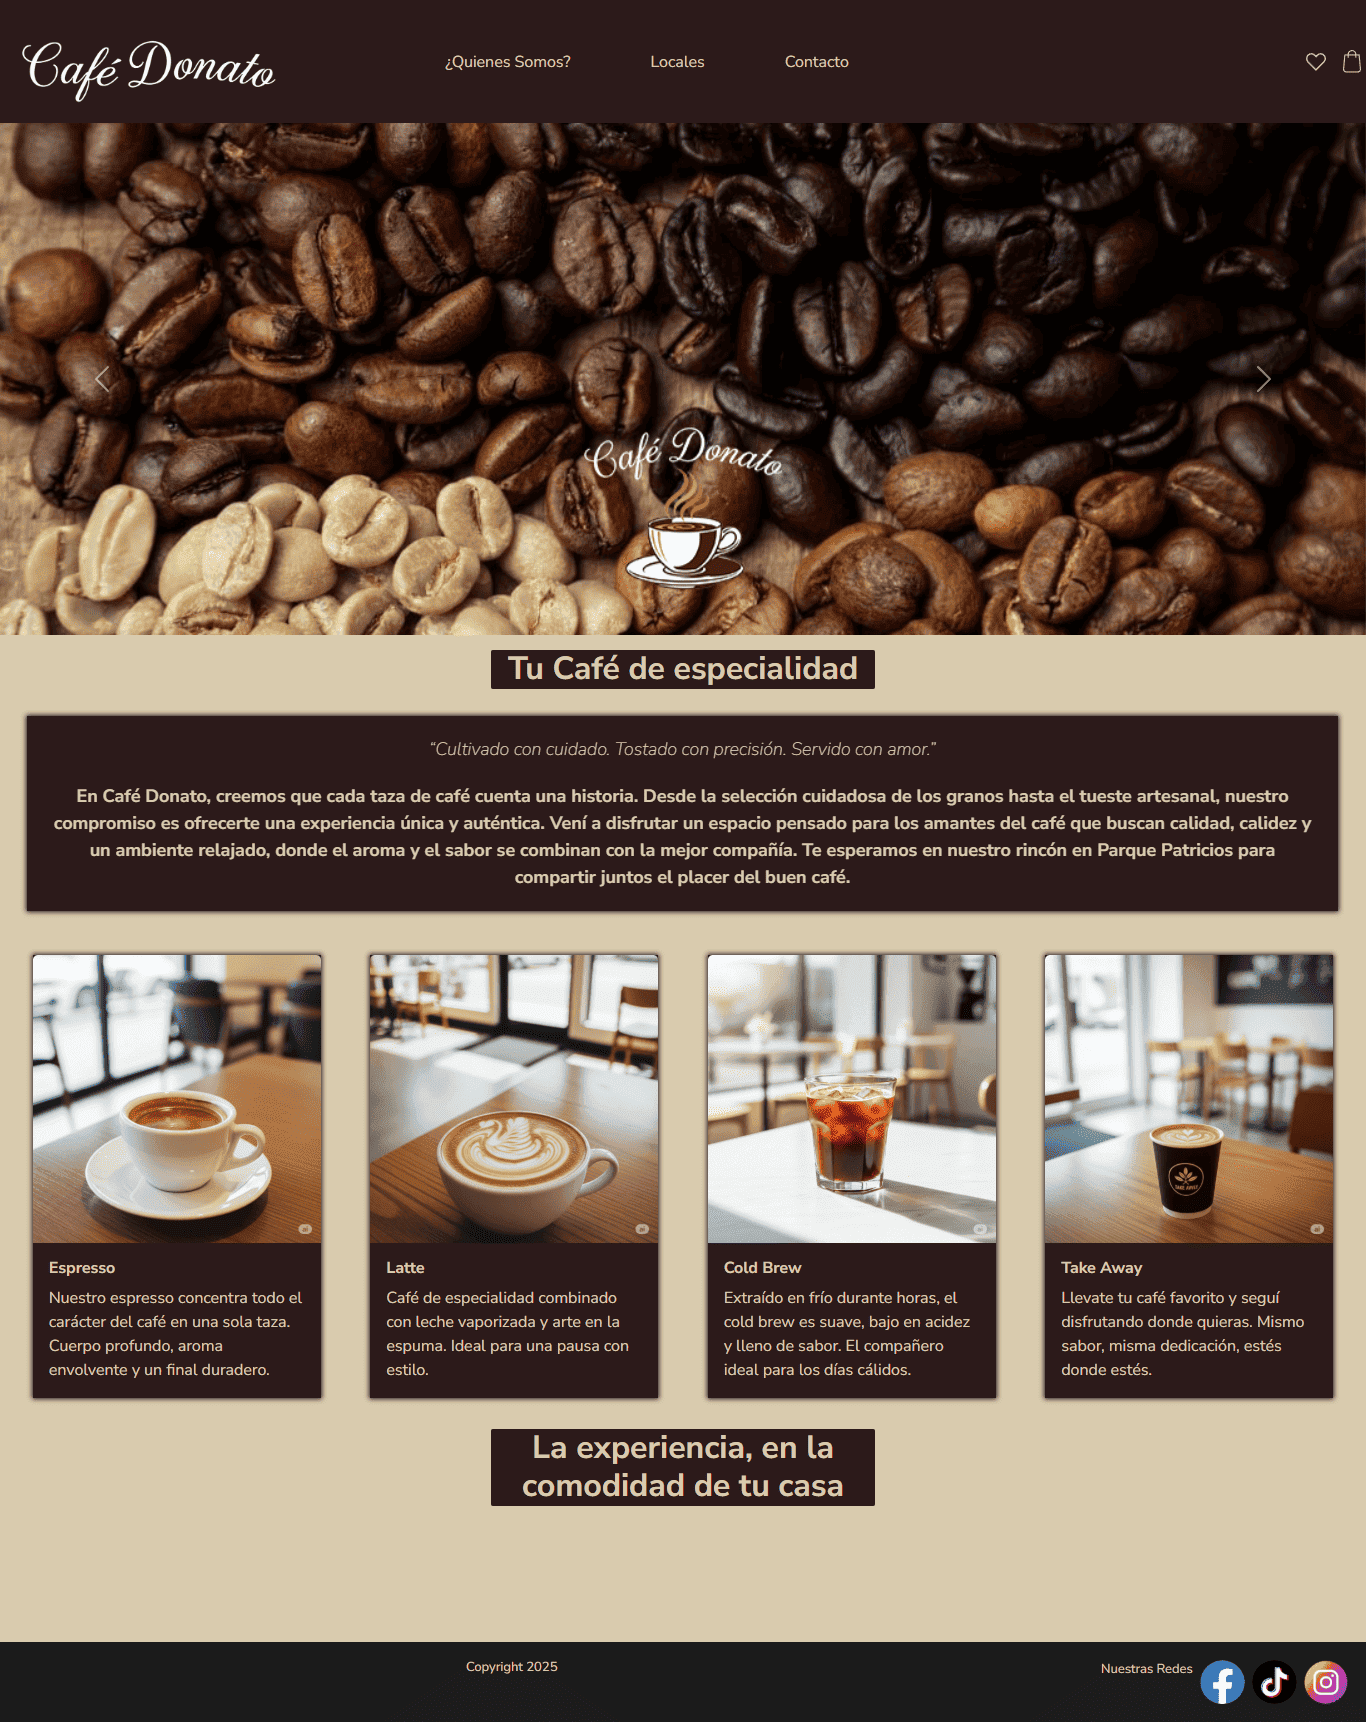 Café Donato
¿Quienes Somos?
Locales
Contacto
Café Donato
Tu Café de especialidad
“Cultivado con cuidado. Tostado con precisión. Servido con amor.”
En Café Donato, creemos que cada taza de café cuenta una historia. Desde la selección cuidadosa de los granos hasta el tueste artesanal, nuestro
compromiso es ofrecerte una experiencia única y auténtica. Vení a disfrutar un espacio pensado para los amantes del café que buscan calidad, calidez y
un ambiente relajado, donde el aroma y el sabor se combinan con la mejor compañía. Te esperamos en nuestro rincón en Parque Patricios para
compartir juntos el placer del buen café.
Espresso
Nuestro espresso concentra todo el
carácter del café en una sola taza.
Cuerpo profundo, aroma
envolvente y un final duradero.
Latte
Café de especialidad combinado
con leche vaporizada y arte en la
espuma. Ideal para una pausa con
estilo.
Cold Brew
Extraído en frío durante horas, el
cold brew es suave, bajo en acidez
y lleno de sabor. El compañero
ideal para los días cálidos.
TAKE AWAY
Take Away
Llevate tu café favorito y seguí
disfrutando donde quieras. Mismo
sabor, misma dedicación, estés
donde estés.
La experiencia, en la
comodidad de tu casa
Copyright 2025
Nuestras Redes